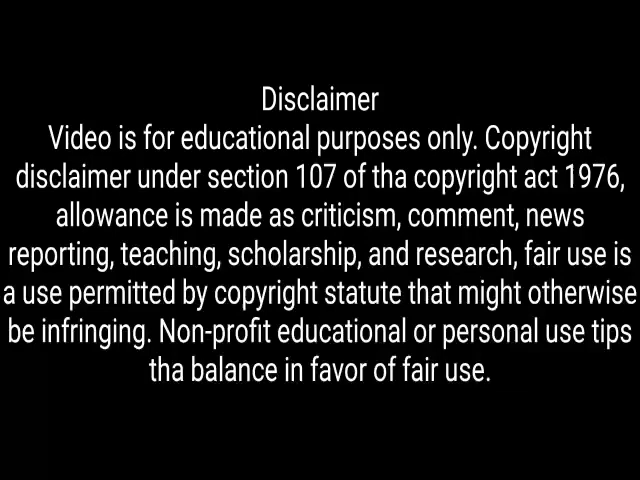 Disclaimer
Video is for educational purposes only. Copyright
disclaimer under section 107 of tha copyright act 1976,
allowance is made as criticism, comment, news
reporting, teaching, scholarship, and research, fair use is
a use permitted by copyright statute that might otherwise
be infringing. Non-profit educational or personal use tips
tha balance in favor of fair use.